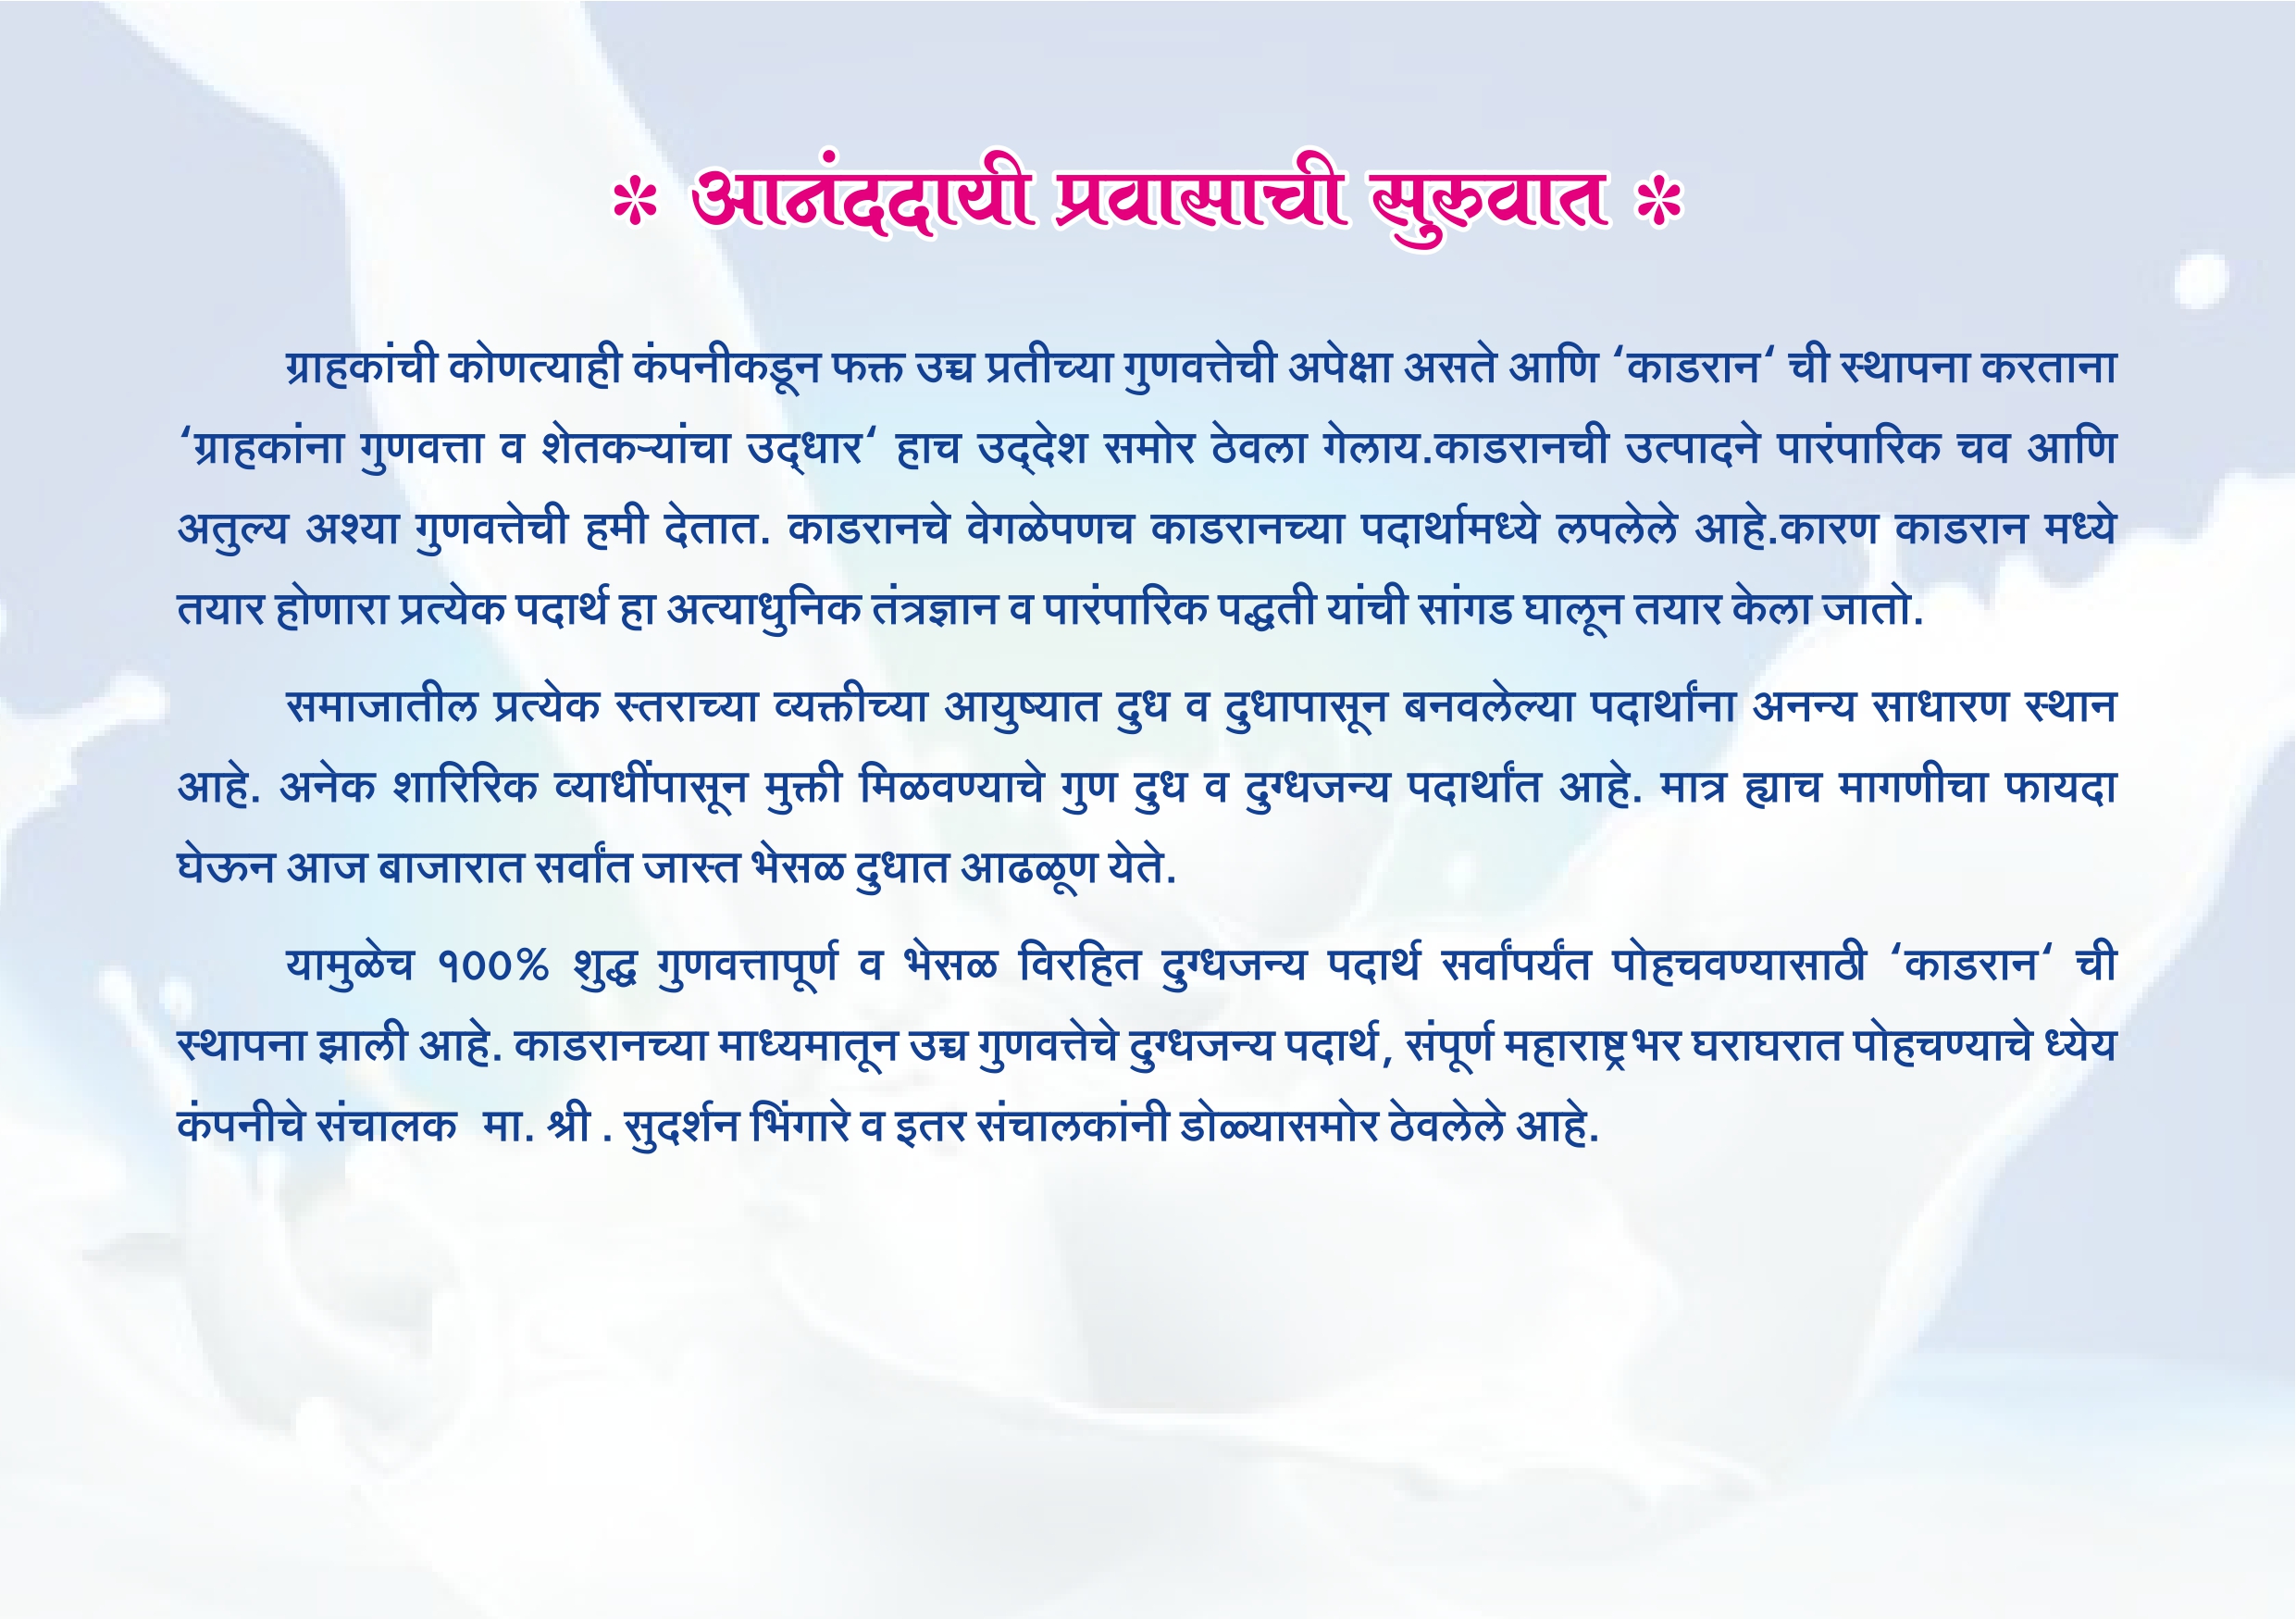 * आनंददायी प्रवासाची सुरुवात *
ग्राहकांची कोणत्याही कंपनीकडून फक्त उच्च प्रतीच्या गुणवत्तेची अपेक्षा असते आणि ‘काडरान‘ ची स्थापना करताना
‘ग्राहकांना गुणवत्ता व शेतकऱ्यांचा उद्‌धार‘ हाच उद्‌देश समोर ठेवला गेलाय.काडरानची उत्पादने पारंपारिक चव आणि
अतुल्य अश्या गुणवत्तेची हमी देतात. काडरानचे वेगळेपणच काडरानच्या पदार्थामध्ये लपलेले आहे.कारण काडरान मध्ये
तयार होणारा प्रत्येक पदार्थ हा अत्याधुनिक तंत्रज्ञान व पारंपारिक पद्धती यांची सांगड घालून तयार केला जातो.
समाजातील प्रत्येक स्तराच्या व्यक्तीच्या आयुष्यात दुध व दुधापासून बनवलेल्या पदार्थांना अनन्य साधारण स्थान
आहे. अनेक शारिरिक व्याधींपासून मुक्ती मिळवण्याचे गुण दुध व दुग्धजन्य पदार्थांत आहे. मात्र ह्याच मागणीचा फायदा
घेऊन आज बाजारात सर्वांत जास्त भेसळ दुधात आढळूण येते.
यामुळेच १००% शुद्ध गुणवत्तापूर्ण व भेसळ विरहित दुग्धजन्य पदार्थ सर्वांपर्यंत पोहचवण्यासाठी ‘काडरान‘ ची
स्थापना झाली आहे. काडरानच्या माध्यमातून उच्च गुणवत्तेचे दुग्धजन्य पदार्थ, संपूर्ण महाराष्ट्रभर घराघरात पोहचण्याचे ध्येय
कंपनीचे संचालक मा. श्री . सुदर्शन भिंगारे व इतर संचालकांनी डोळ्यासमोर ठेवलेले आहे.